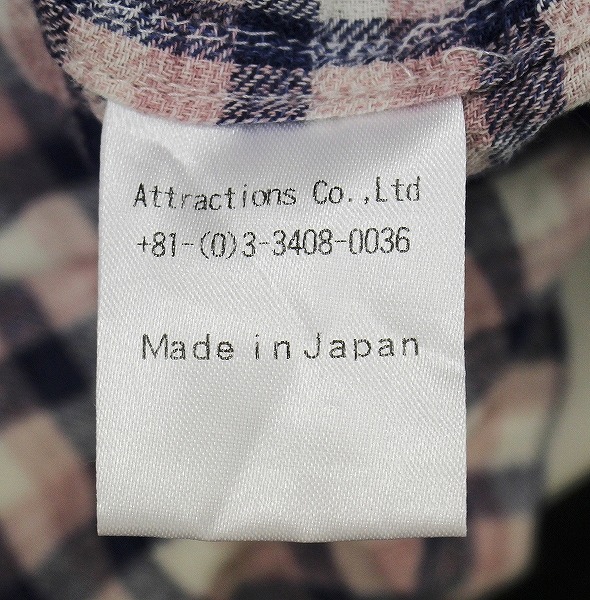 Attractions Co.,Ltd
+81-(0)3-3408-0036
Made in Japan